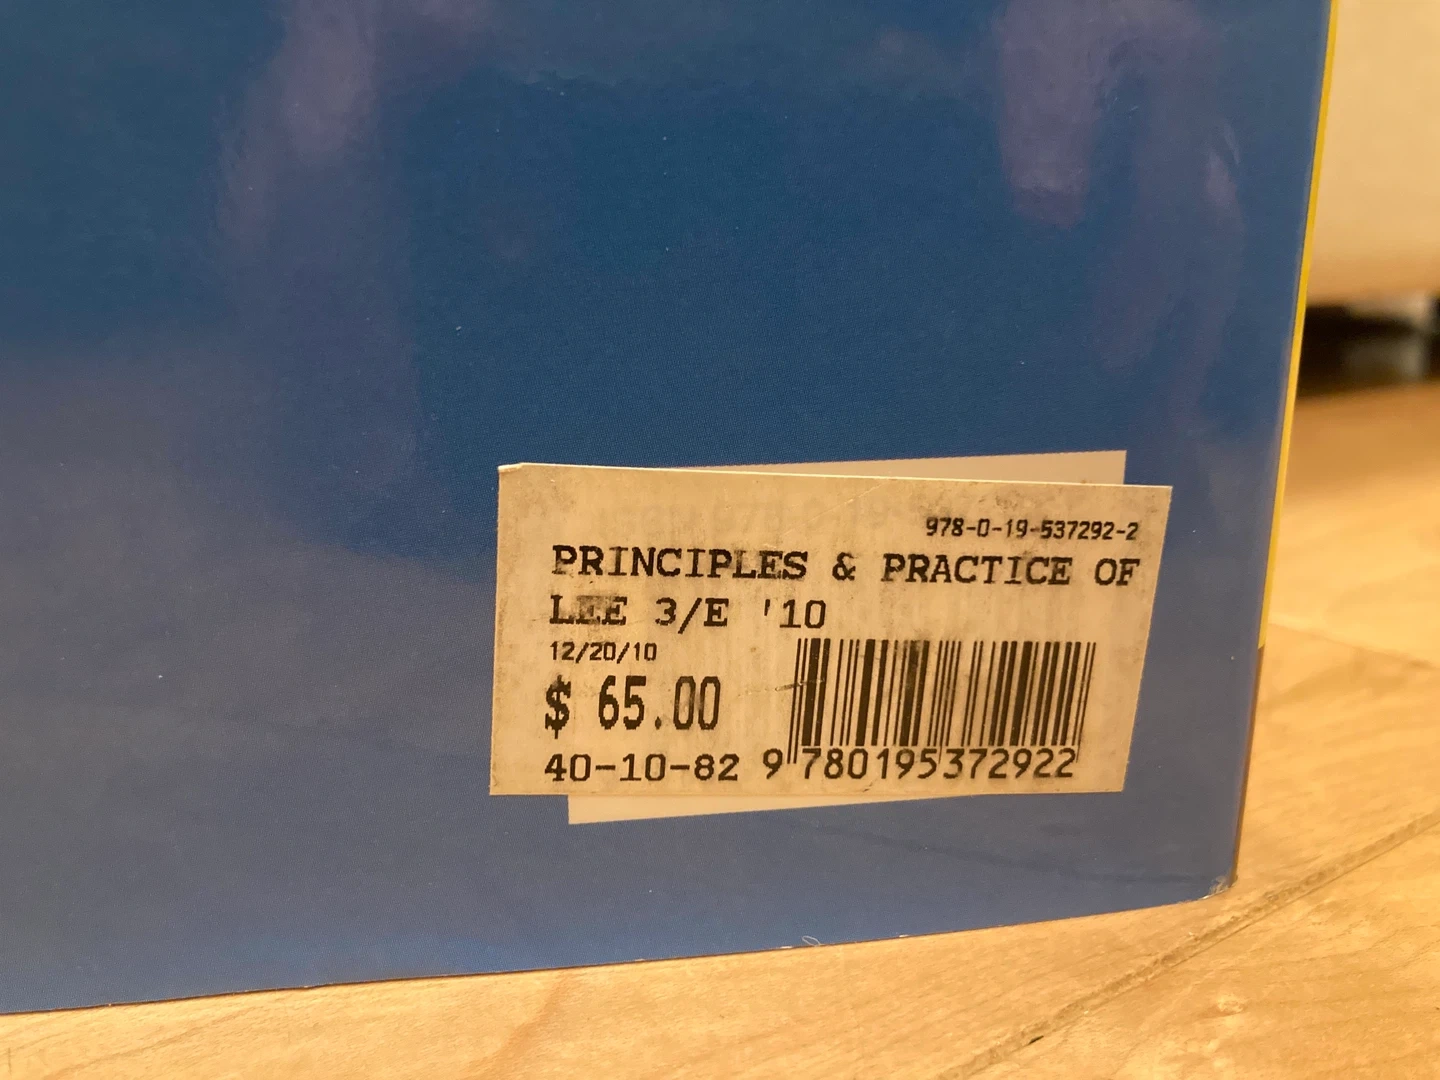 978-0-19-537292-2
PRINCIPLES & PRACTICE OF
LEE 3/E '10
12/20/10
$ 65.00
40-10-82
9 780195 372922